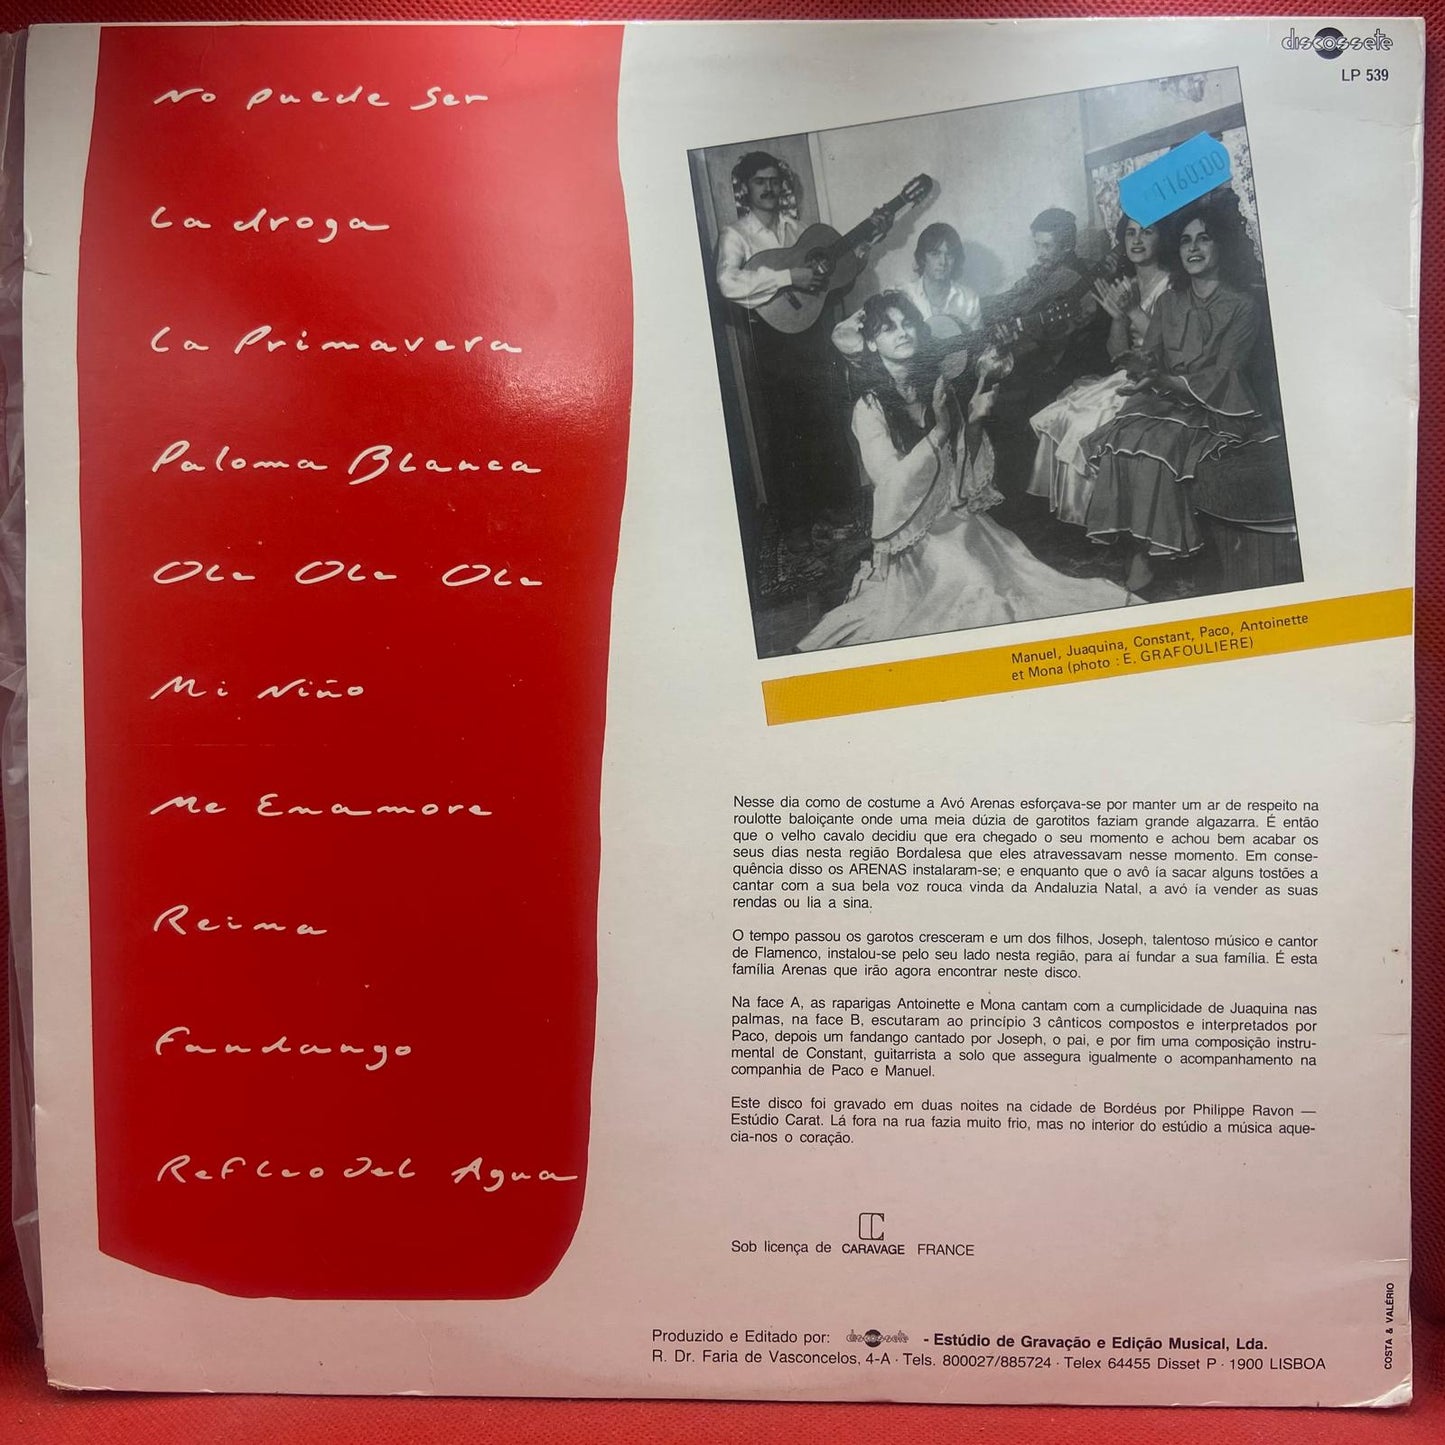 No puede ser
La droga
La Primavera
Paloma Blanca
Ole Ole Ole
Mi Niño
Me Enamore
Reima
Fandango
Refleo Del Agua
discossete
LP 539
1160.00
Manuel, Juaquina, Constant, Paco, Antoinette
et Mona (photo : E. GRAFOULIERE)
Nesse dia como de costume a Avó Arenas esforçava-se por manter um ar de respeito na
roulotte baloiçante onde uma meia dúzia de garotitos faziam grande algazarra. É então
que o velho cavalo decidiu que era chegado o seu momento e achou bem acabar os
seus dias nesta região Bordalesa que eles atravessavam nesse momento. Em conse-
quência disso os ARENAS instalaram-se; e enquanto que o avô ía sacar alguns tostões a
cantar com a sua bela voz rouca vinda da Andaluzia Natal, a avó ía vender as suas
rendas ou lia a sina.
O tempo passou os garotos cresceram e um dos filhos, Joseph, talentoso músico e cantor
de Flamenco, instalou-se pelo seu lado nesta região, para aí fundar a sua família. É esta
família Arenas que irão agora encontrar neste disco.
Na face A, as raparigas Antoinette e Mona cantam com a cumplicidade de Juaquina nas
palmas, na face B, escutaram ao princípio 3 cânticos compostos e interpretados por
Paco, depois um fandango cantado por Joseph, o pai, e por fim uma composição instru-
mental de Constant, guitarrista a solo que assegura igualmente o acompanhamento na
companhia de Paco e Manuel.
Este disco foi gravado em duas noites na cidade de Bordéus por Philippe Ravon —
Estúdio Carat. Lá fora na rua fazia muito frio, mas no interior do estúdio a música aque-
cia-nos o coração.
Sob licença de CARAVAGE FRANCE
Produzido e Editado por: discossete - Estúdio de Gravação e Edição Musical, Lda.
R. Dr. Faria de Vasconcelos, 4-A · Tels. 800027/885724 · Telex 64455 Disset P · 1900 LISBOA
COSTA & VALÉRIO